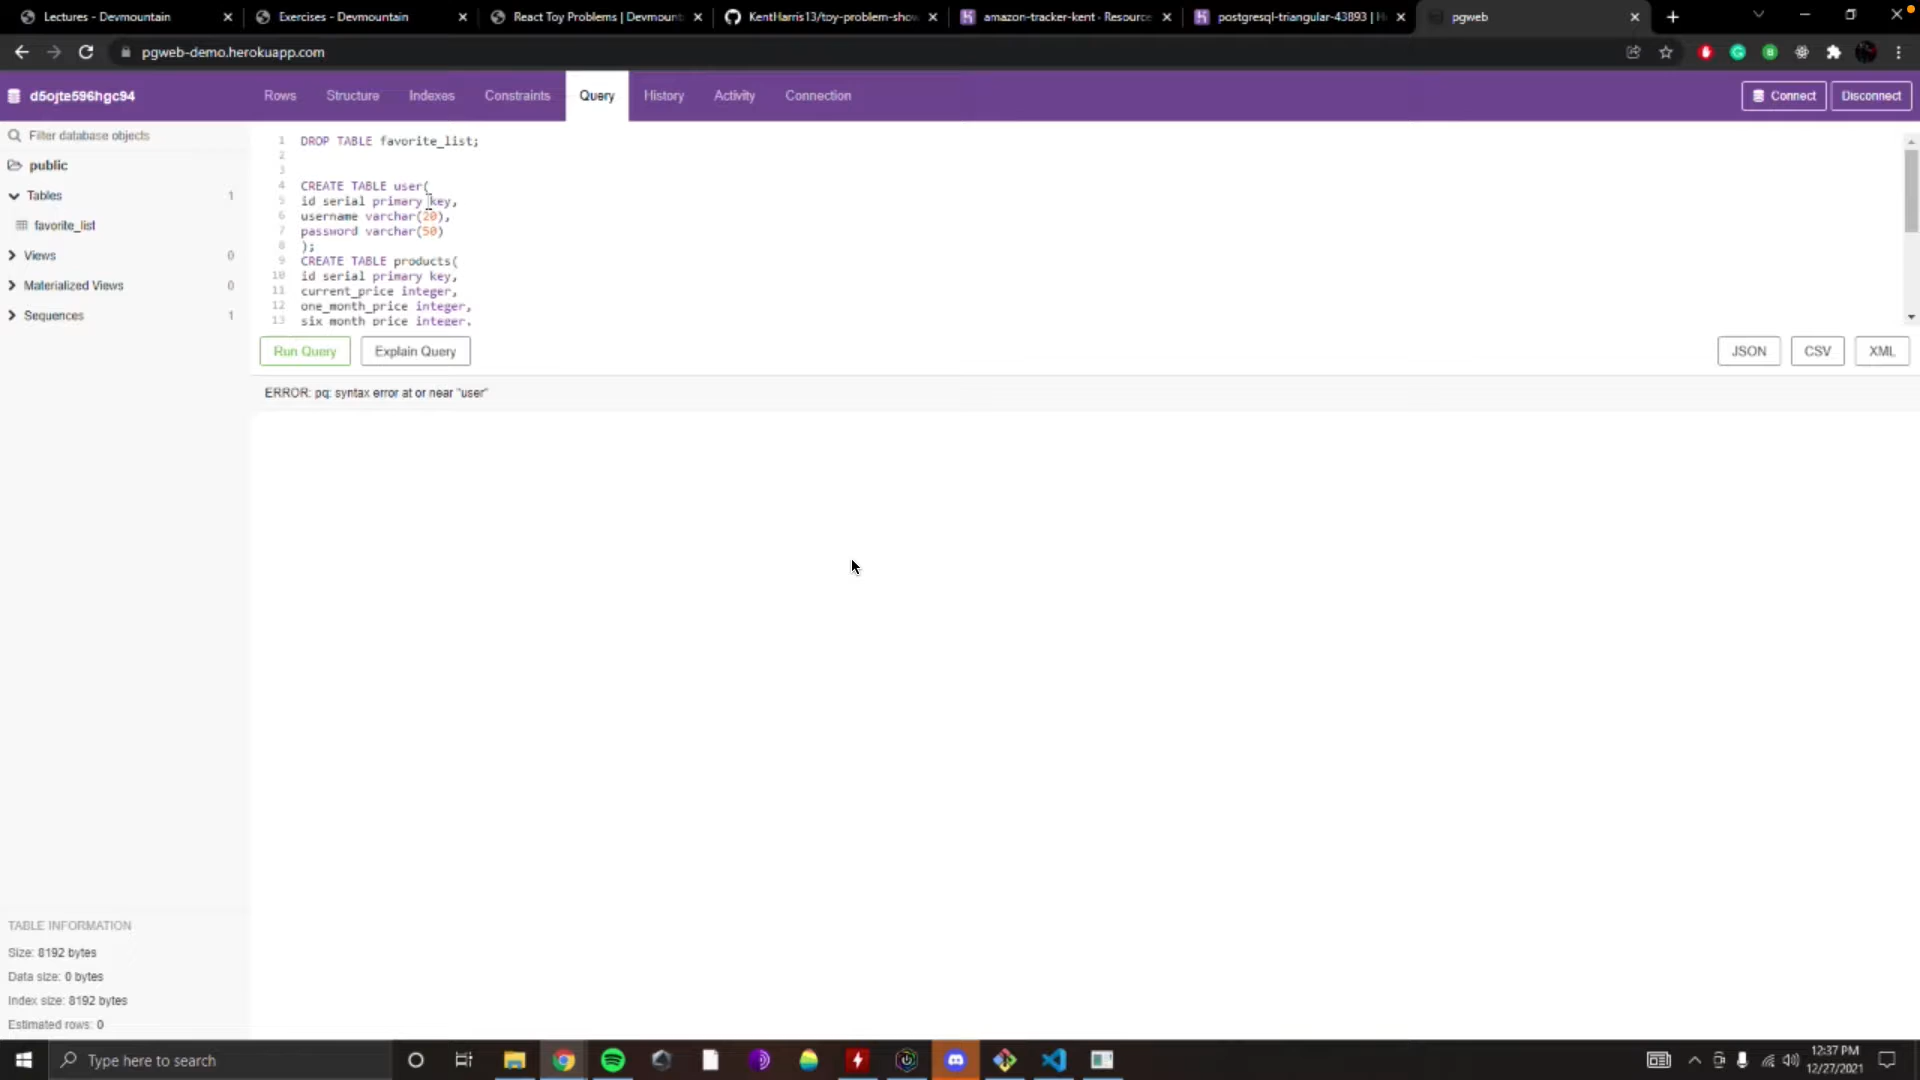 Lectures - Devmountain
Exercises - Devmountain
React Toy Problems | Devmount
KentHarris13/toy-problem-show
amazon-tracker-kent - Resource
postgresql-triangular-43893 | H
pgweb
pgweb-demo.herokuapp.com
d5ojte596hgc94
Rows
Structure
Indexes
Constraints
Query
History
Activity
Connection
Connect
Disconnect
Filter database objects
public
Tables 1
favorite_list
Views 0
Materialized Views 0
Sequences 1
1 DROP TABLE favorite_list;
2
3
4 CREATE TABLE user(
5 id serial primary key,
6 username varchar(20),
7 password varchar(50)
8 );
9 CREATE TABLE products(
10 id serial primary key,
11 current_price integer,
12 one_month_price integer,
13 six_month_price integer,
Run Query
Explain Query
JSON
CSV
XML
ERROR: pq: syntax error at or near "user"
TABLE INFORMATION
Size: 8192 bytes
Data size: 0 bytes
Index size: 8192 bytes
Estimated rows: 0
Type here to search
12:37 PM
12/27/2021